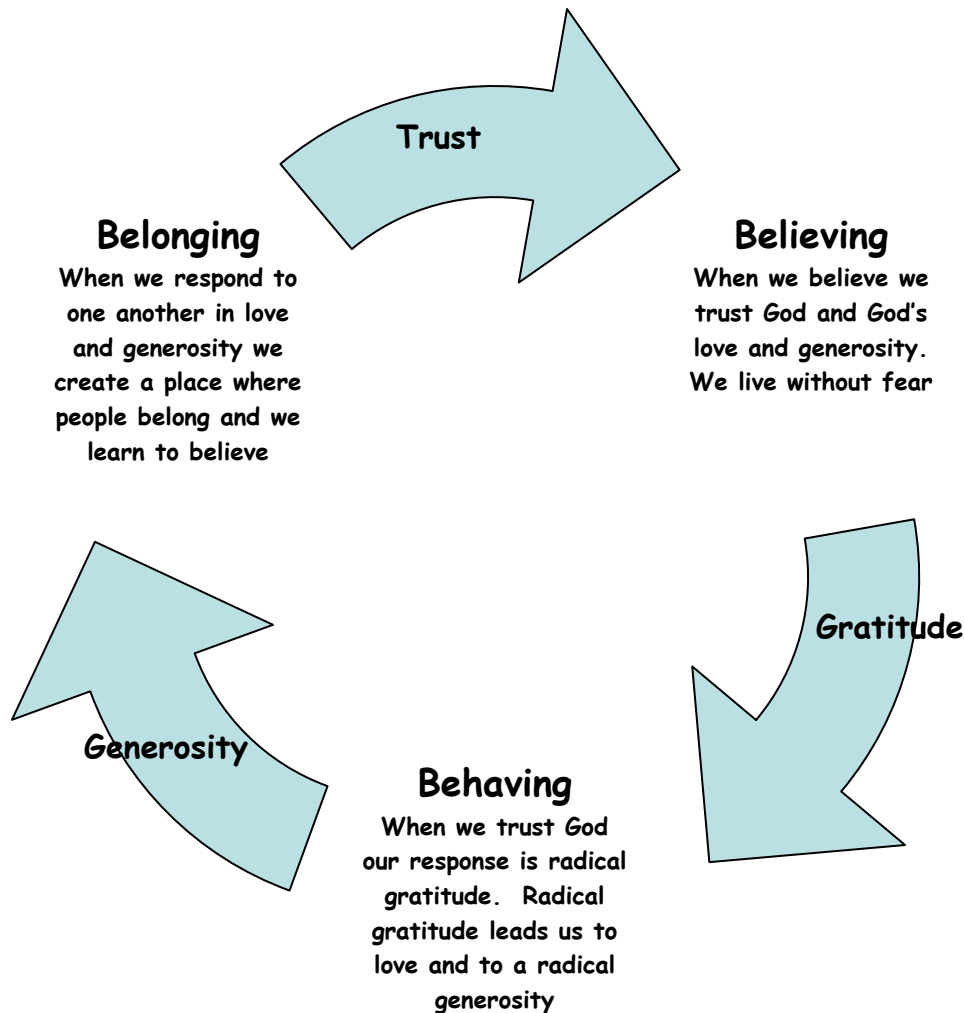 Trust
Belonging
When we respond to
one another in love
and generosity we
create a place where
people belong and we
learn to believe
Believing
When we believe we
trust God and God's
love and generosity.
We live without fear
Gratitude
Generosity
Behaving
When we trust God
our response is radical
gratitude.  Radical
gratitude leads us to
love and to a radical
generosity